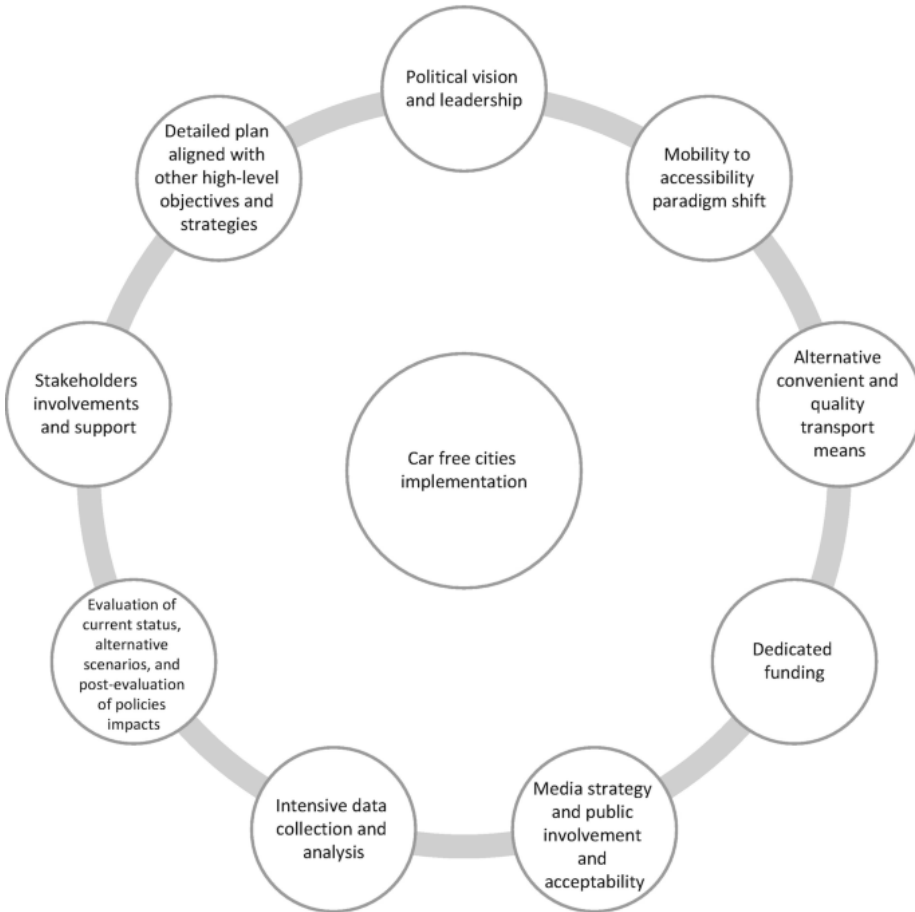 Political vision
and leadership
Mobility to
accessibility
paradigm shift
Alternative
convenient and
quality
transport
means
Dedicated
funding
Media strategy
and public
involvement
and
acceptability
Intensive data
collection and
analysis
Evaluation of
current status,
alternative
scenarios, and
post-evaluation
of policies
impacts
Stakeholders
involvements
and support
Detailed plan
aligned with
other high-level
objectives and
strategies
Car free cities
implementation